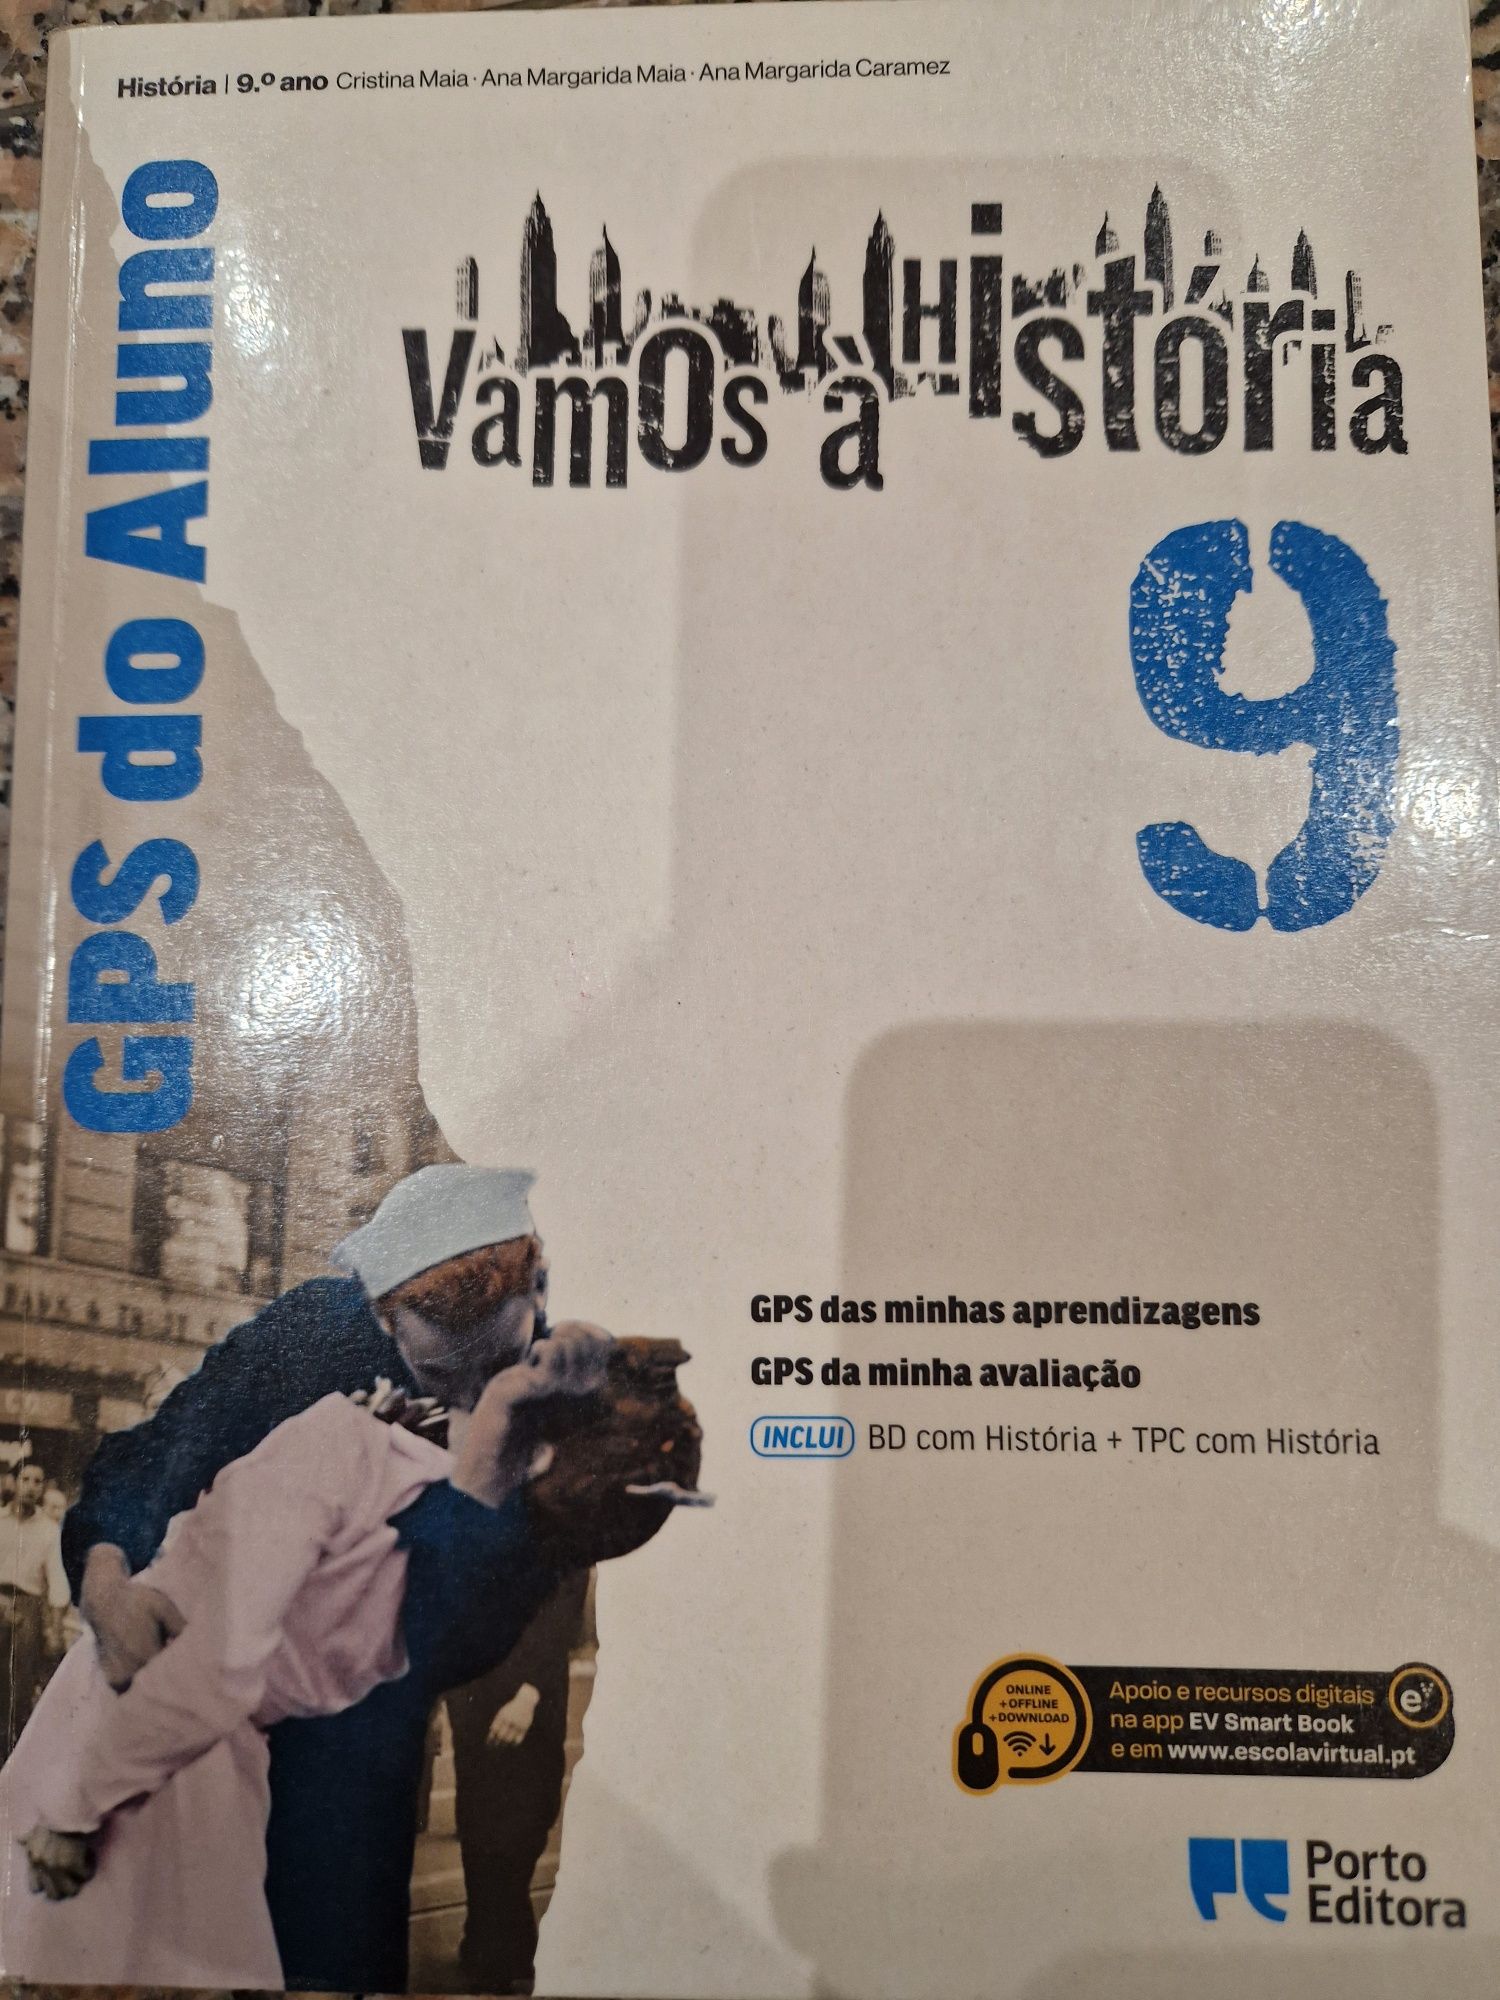 História | 9.º ano Cristina Maia · Ana Margarida Maia · Ana Margarida Caramez
GPS do Aluno
Vamos à História
9
GPS das minhas aprendizagens
GPS da minha avaliação
INCLUI BD com História + TPC com História
ONLINE
+OFFLINE
+DOWNLOAD
Apoio e recursos digitais
na app EV Smart Book
e em www.escolavirtual.pt
ev
Porto
Editora